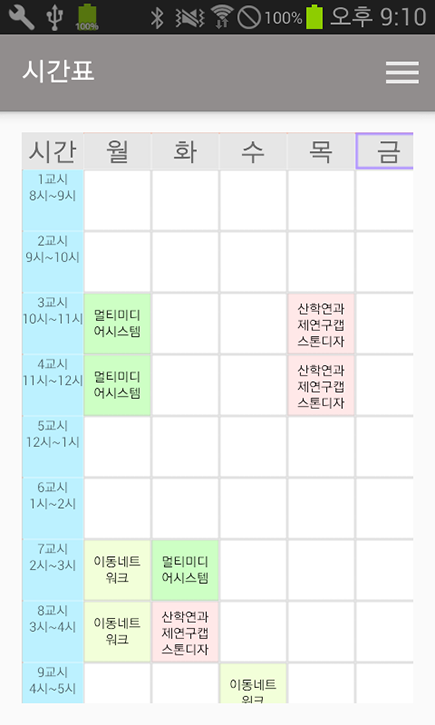 100%
100% 오후 9:10
시간표
시간 월 화 수 목 금
1교시
8시~9시
2교시
9시~10시
3교시
10시~11시
멀티미디
어시스템
산학연과
제연구캡
스톤디자
4교시
11시~12시
멀티미디
어시스템
산학연과
제연구캡
스톤디자
5교시
12시~1시
6교시
1시~2시
7교시
2시~3시
이동네트
워크
멀티미디
어시스템
8교시
3시~4시
이동네트
워크
산학연과
제연구캡
스톤디자
9교시
4시~5시
이동네트
워크